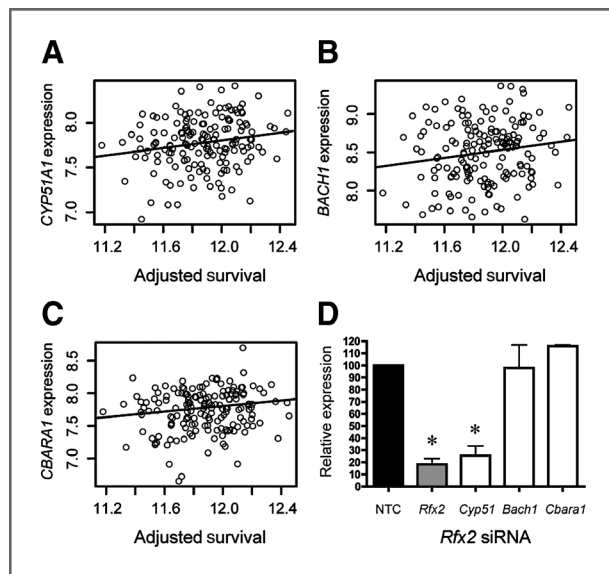 A
CYP51A1 expression
8.0
7.5
7.0
11.2 11.6 12.0 12.4
Adjusted survival
B
BACH1 expression
9.0
8.5
8.0
11.2 11.6 12.0 12.4
Adjusted survival
C
CBARA1 expression
8.5
8.0
7.5
7.0
11.2 11.6 12.0 12.4
Adjusted survival
D
Relative expression
120
110
100
90
80
70
60
50
40
30
20
10
0
* *
NTC Rfx2 Cyp51 Bach1 Cbara1
Rfx2 siRNA